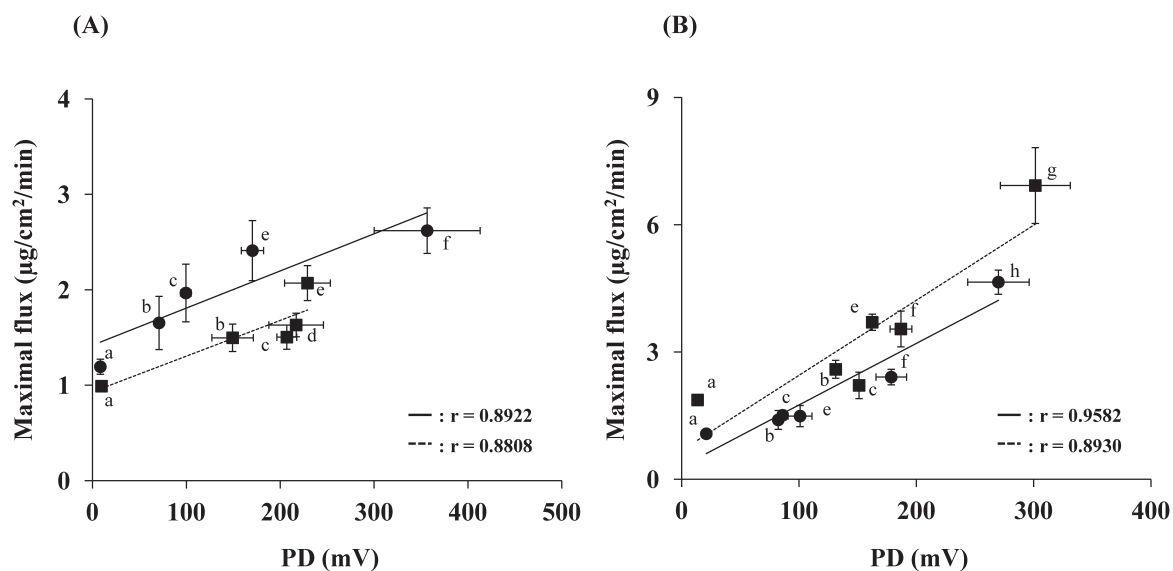 (A)
Maximal flux (µg/cm²/min)
4
3
2
1
0
a
b
c
e
f
a
b
c
d
e
: r = 0.8922
: r = 0.8808
0 100 200 300 400 500
PD (mV)
(B)
Maximal flux (µg/cm²/min)
9
6
3
0
a
b
c
e
f
h
a
b
c
e
f
g
: r = 0.9582
: r = 0.8930
0 100 200 300 400
PD (mV)